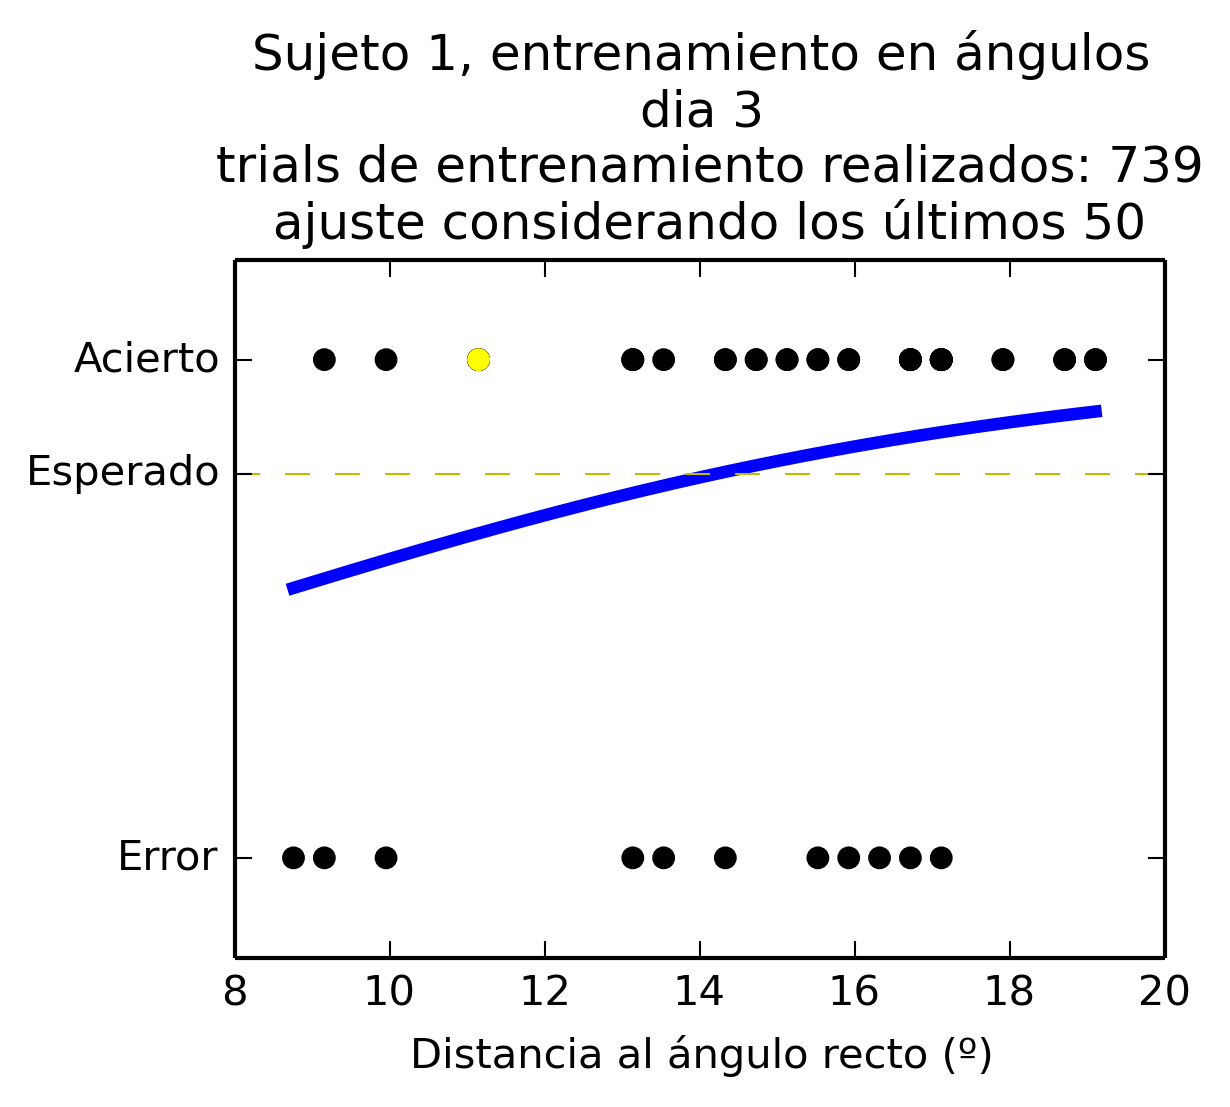 Sujeto 1, entrenamiento en ángulos
dia 3
trials de entrenamiento realizados: 739
ajuste considerando los últimos 50
Acierto
Esperado
Error
8 10 12 14 16 18 20
Distancia al ángulo recto (º)